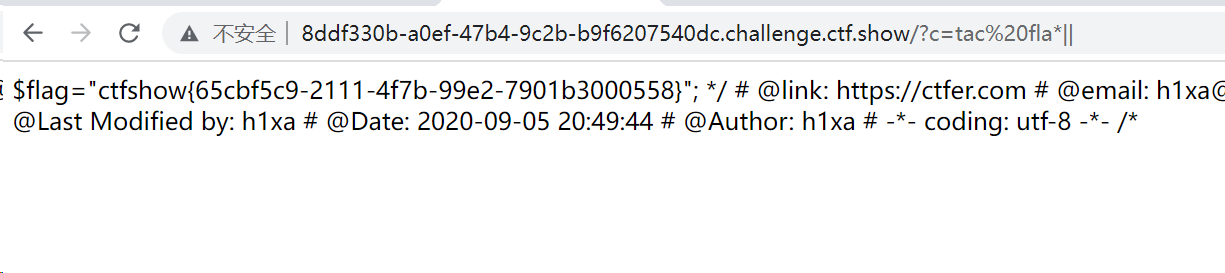 不安全 | 8ddf330b-a0ef-47b4-9c2b-b9f6207540dc.challenge.ctf.show/?c=tac%20fla*||
$flag="ctfshow{65cbf5c9-2111-4f7b-99e2-7901b3000558}"; */ # @link: https://ctfer.com # @email: h1xa@
@Last Modified by: h1xa # @Date: 2020-09-05 20:49:44 # @Author: h1xa # -*- coding: utf-8 -*- /*